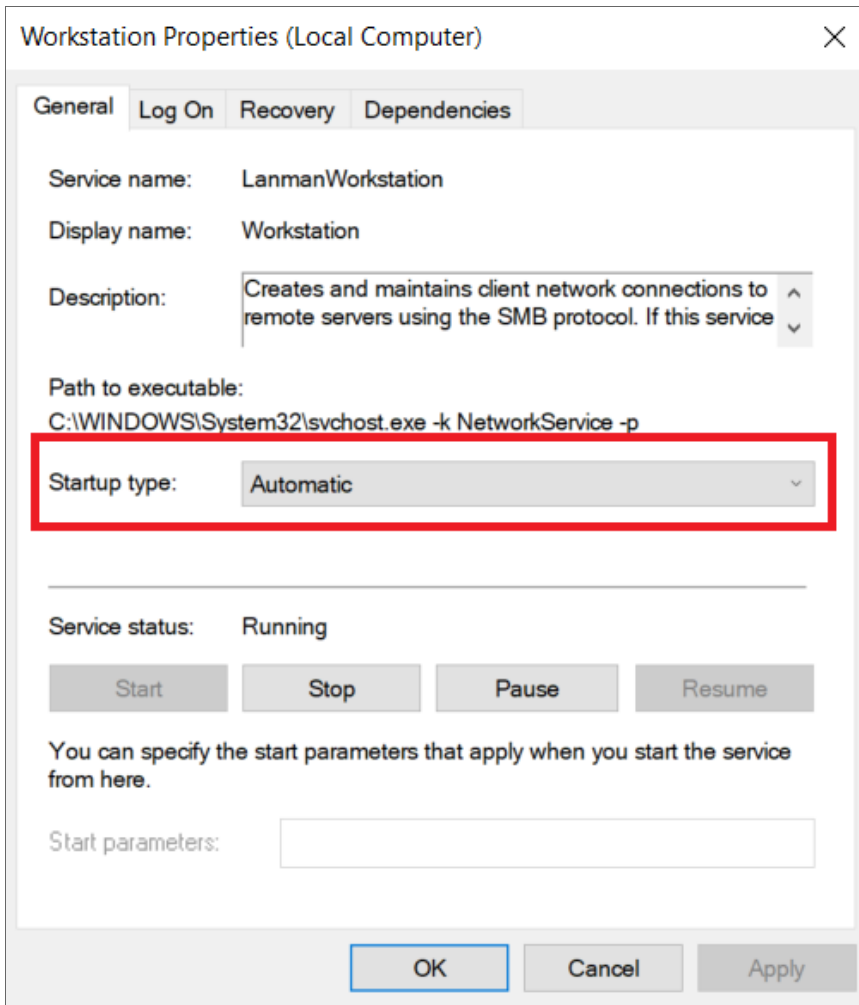 Workstation Properties (Local Computer)
General Log On Recovery Dependencies
Service name: LanmanWorkstation
Display name: Workstation
Description: Creates and maintains client network connections to
remote servers using the SMB protocol. If this service
Path to executable:
C:\WINDOWS\System32\svchost.exe -k NetworkService -p
Startup type: Automatic
Service status: Running
Start Stop Pause Resume
You can specify the start parameters that apply when you start the service
from here.
Start parameters:
OK Cancel Apply